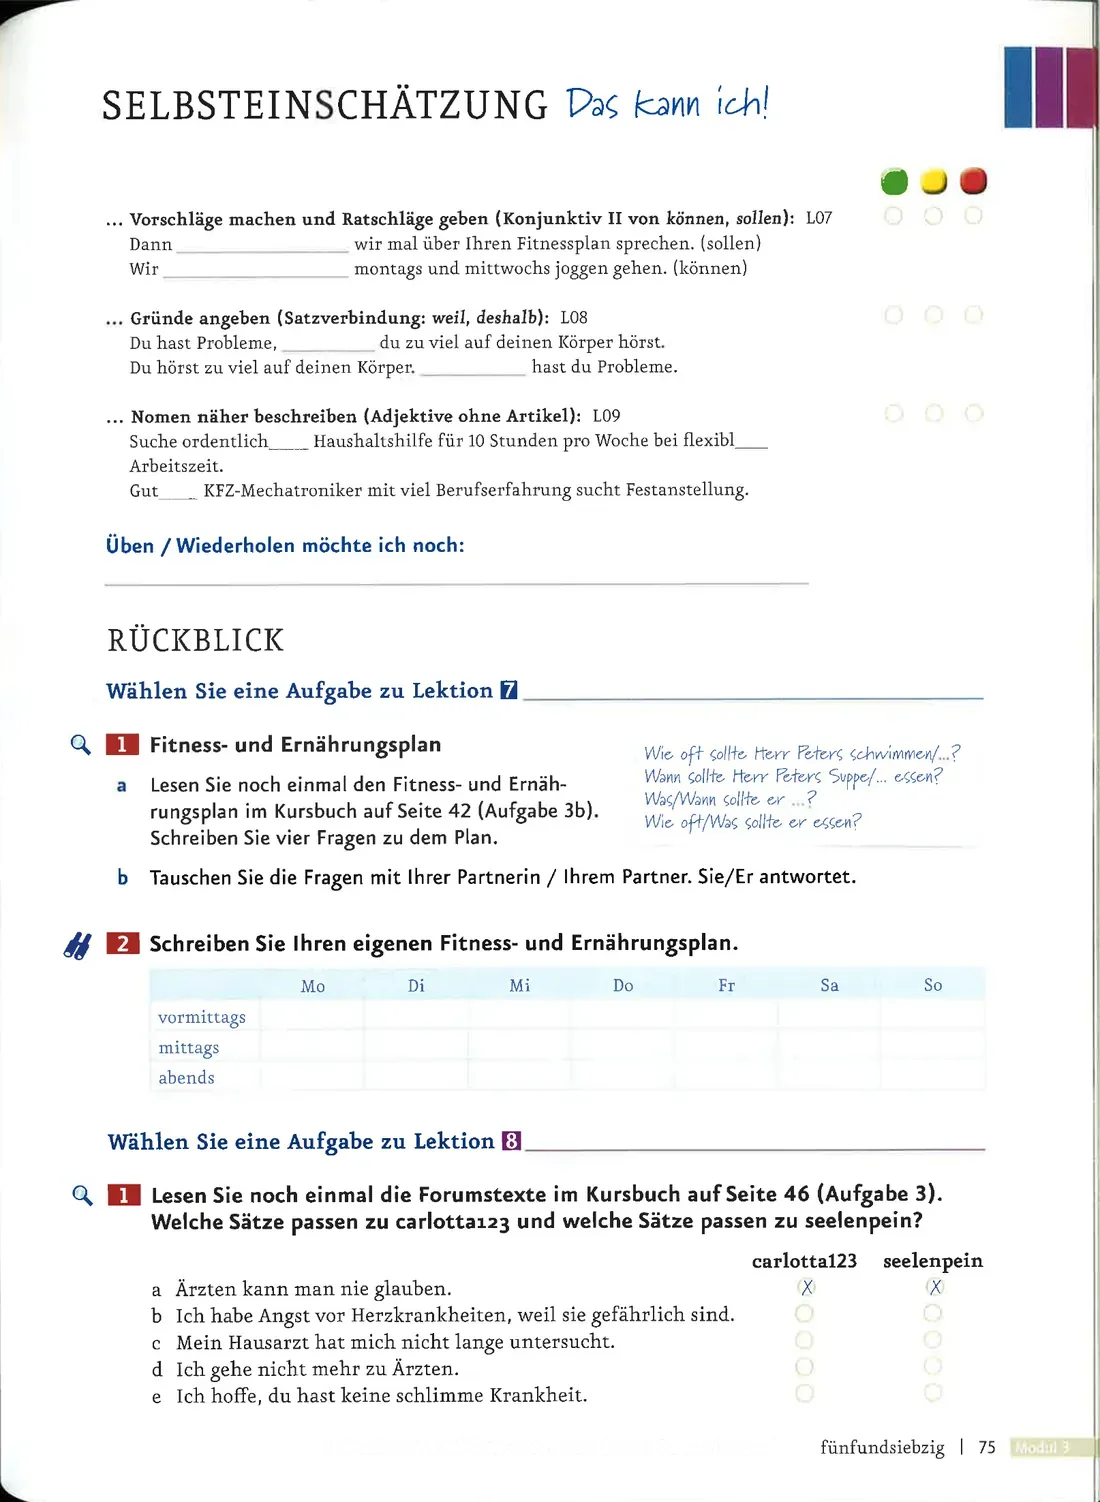 SELBSTEINSCHÄTZUNG Das kann ich!
... Vorschläge machen und Ratschläge geben (Konjunktiv II von können, sollen): L07
Dann ______________ wir mal über Ihren Fitnessplan sprechen. (sollen)
Wir ______________ montags und mittwochs joggen gehen. (können)
... Gründe angeben (Satzverbindung: weil, deshalb): L08
Du hast Probleme, ________ du zu viel auf deinen Körper hörst.
Du hörst zu viel auf deinen Körper. _________ hast du Probleme.
... Nomen näher beschreiben (Adjektive ohne Artikel): L09
Suche ordentlich____ Haushaltshilfe für 10 Stunden pro Woche bei flexibl___
Arbeitszeit.
Gut____ KFZ-Mechatroniker mit viel Berufserfahrung sucht Festanstellung.
Üben / Wiederholen möchte ich noch:
RÜCKBLICK
Wählen Sie eine Aufgabe zu Lektion 7
1 Fitness- und Ernährungsplan
a Lesen Sie noch einmal den Fitness- und Ernäh-
rungsplan im Kursbuch auf Seite 42 (Aufgabe 3b).
Schreiben Sie vier Fragen zu dem Plan.
Wie oft sollte Herr Peters schwimmen/...?
Wann sollte Herr Peters Suppe/... essen?
Was/Wann sollte er ...?
Wie oft/Was sollte er essen?
b Tauschen Sie die Fragen mit Ihrer Partnerin / Ihrem Partner. Sie/Er antwortet.
2 Schreiben Sie Ihren eigenen Fitness- und Ernährungsplan.
Mo Di Mi Do Fr Sa So
vormittags
mittags
abends
Wählen Sie eine Aufgabe zu Lektion 8
1 Lesen Sie noch einmal die Forumstexte im Kursbuch auf Seite 46 (Aufgabe 3).
Welche Sätze passen zu carlotta123 und welche Sätze passen zu seelenpein?
carlotta123 seelenpein
a Ärzten kann man nie glauben. X X
b Ich habe Angst vor Herzkrankheiten, weil sie gefährlich sind.
c Mein Hausarzt hat mich nicht lange untersucht.
d Ich gehe nicht mehr zu Ärzten.
e Ich hoffe, du hast keine schlimme Krankheit.
fünfundsiebzig | 75 Modul 3